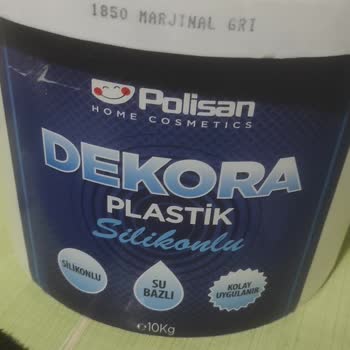 1850 MARJINAL GRI
Polisan
HOME COSMETICS
DEKORA
PLASTİK
Silikonlu
SİLİKONLU
SU
BAZLI
KOLAY
UYGULANIR
℮10Kg